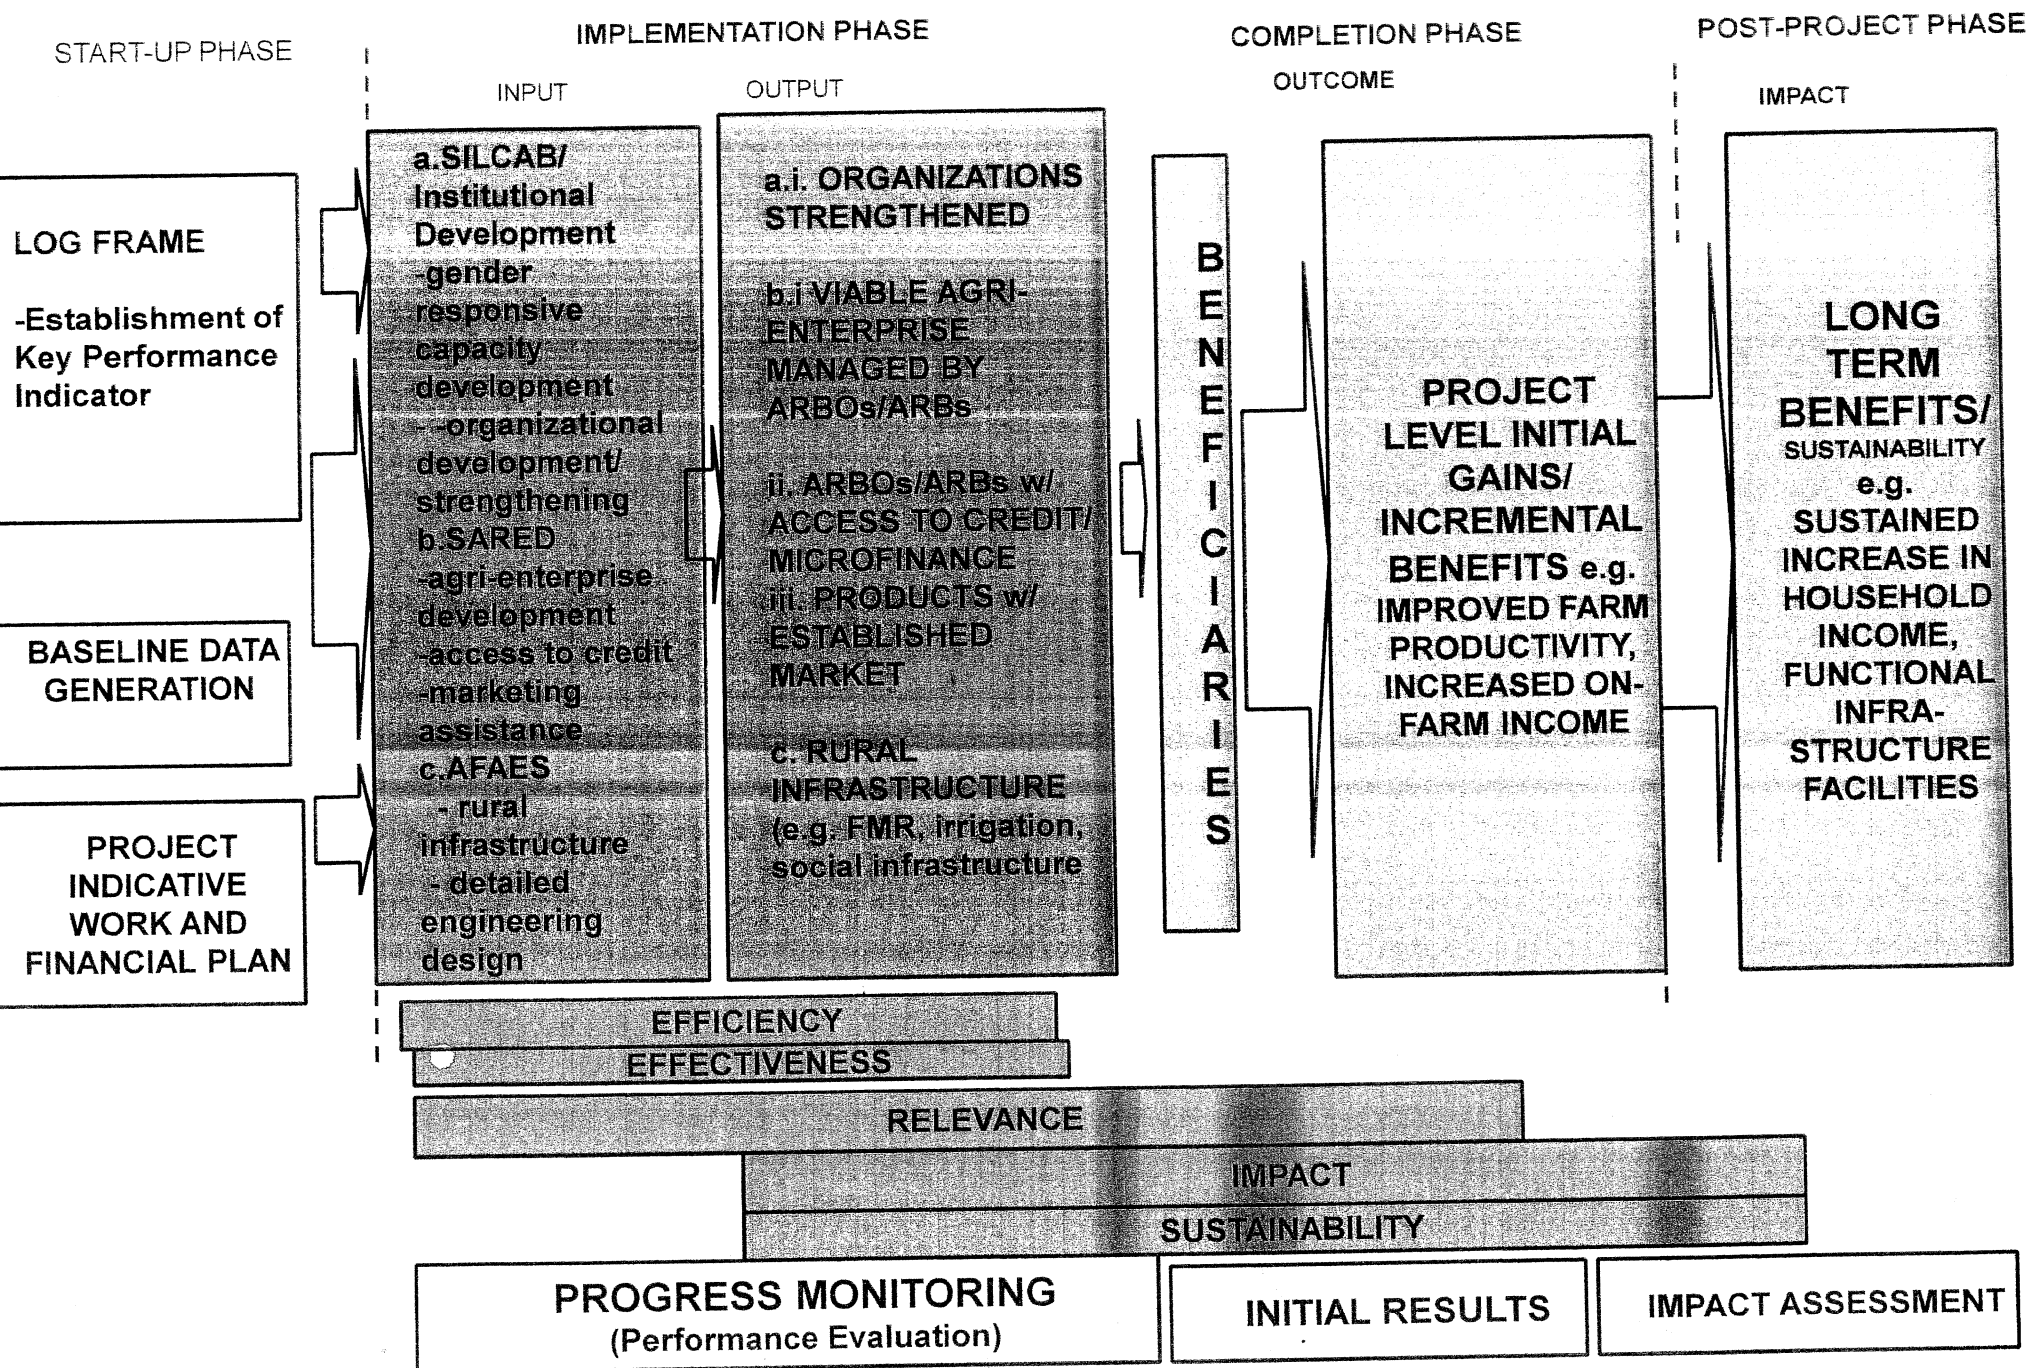 START-UP PHASE
IMPLEMENTATION PHASE
COMPLETION PHASE
POST-PROJECT PHASE
INPUT
OUTPUT
OUTCOME
IMPACT
LOG FRAME
-Establishment of
Key Performance
Indicator
BASELINE DATA
GENERATION
PROJECT
INDICATIVE
WORK AND
FINANCIAL PLAN
a.SILCAB/
Institutional
Development
-gender
responsive
capacity
development
- -organizational
development/
strengthening
b.SARED
-agri-enterprise
development
-access to credit
-marketing
assistance
c.AFAES
- rural
infrastructure
- detailed
engineering
design
a.i. ORGANIZATIONS
STRENGTHENED
b.i VIABLE AGRI-
ENTERPRISE
MANAGED BY
ARBOs/ARBs
ii. ARBOs/ARBs w/
ACCESS TO CREDIT/
MICROFINANCE
iii. PRODUCTS w/
ESTABLISHED
MARKET
c. RURAL
INFRASTRUCTURE
(e.g. FMR, irrigation,
social infrastructure
BENEFICIARIES
PROJECT
LEVEL INITIAL
GAINS/
INCREMENTAL
BENEFITS e.g.
IMPROVED FARM
PRODUCTIVITY,
INCREASED ON-
FARM INCOME
LONG
TERM
BENEFITS/
SUSTAINABILITY
e.g.
SUSTAINED
INCREASE IN
HOUSEHOLD
INCOME,
FUNCTIONAL
INFRA-
STRUCTURE
FACILITIES
EFFICIENCY
EFFECTIVENESS
RELEVANCE
IMPACT
SUSTAINABILITY
PROGRESS MONITORING
(Performance Evaluation)
INITIAL RESULTS
IMPACT ASSESSMENT